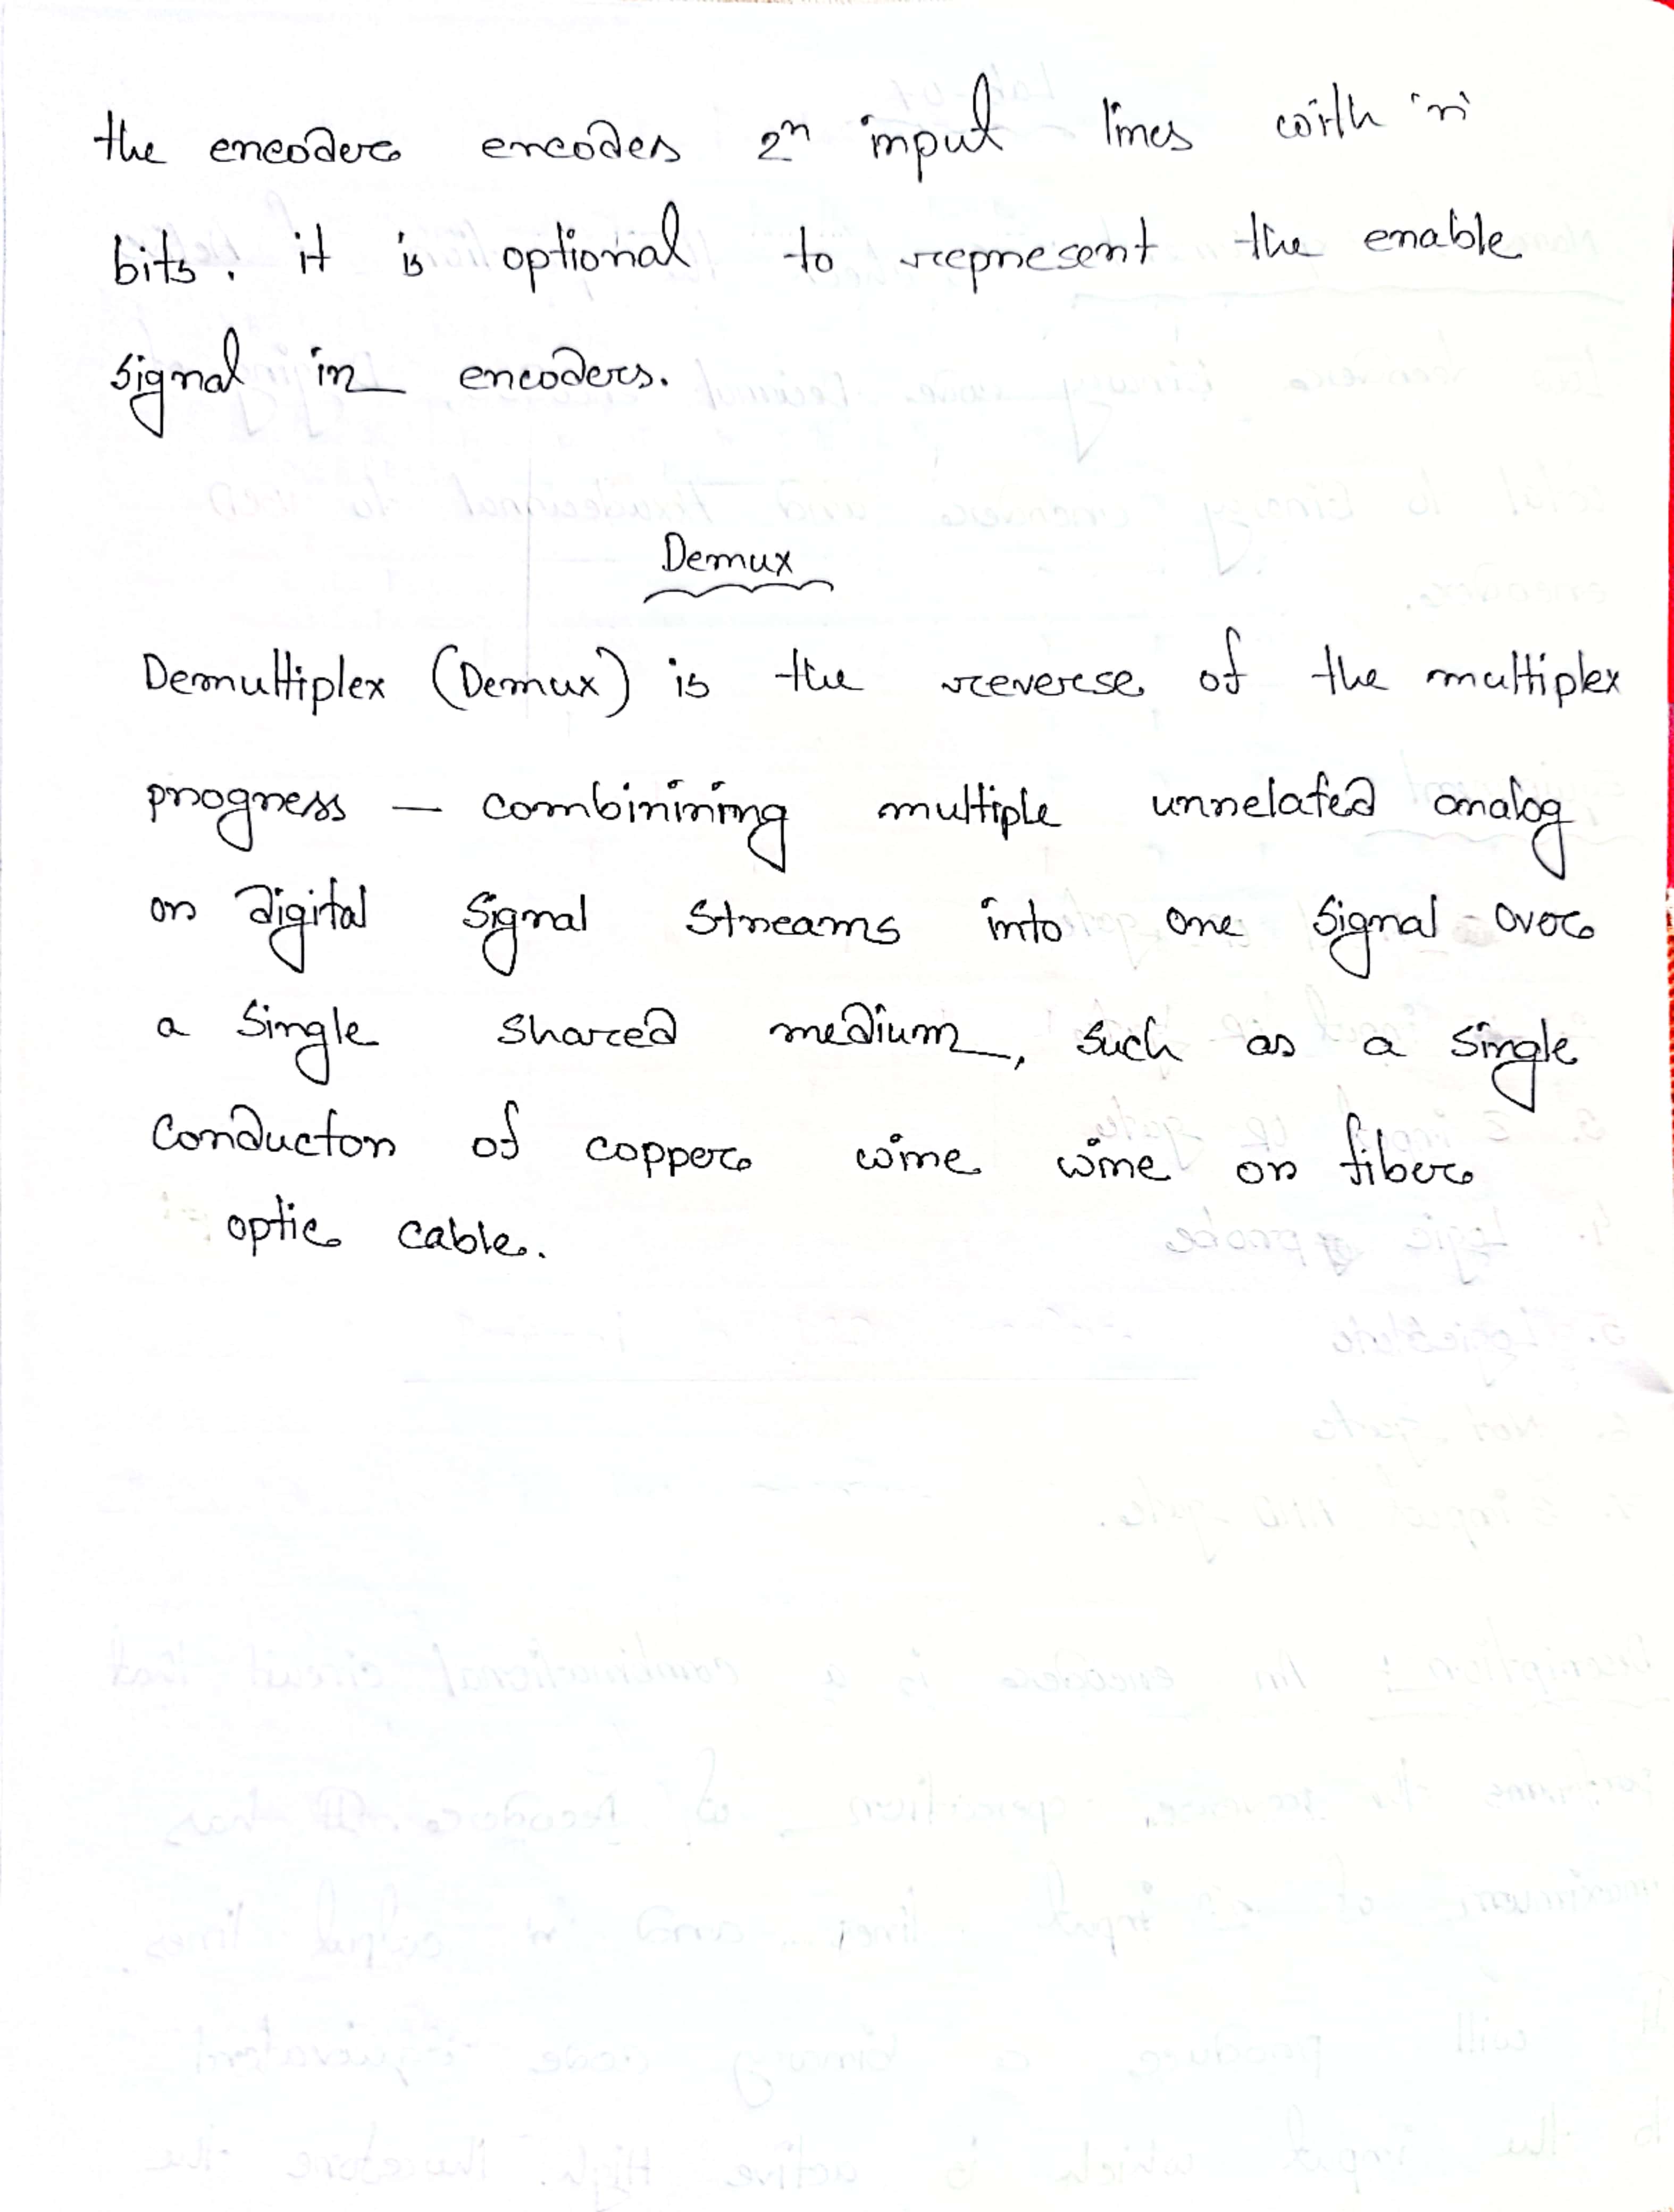 the encoder encodes 2ⁿ input lines with 'n'
bits. it is optional to represent the enable
signal in encoders.
Demux
Demultiplex (Demux) is the reverse of the multiplex
progress — combinining multiple unrelated analog
or digital signal streams into one signal over
a single shared medium, such as a single
conductor of copper wire wire or fiber
optic cable.